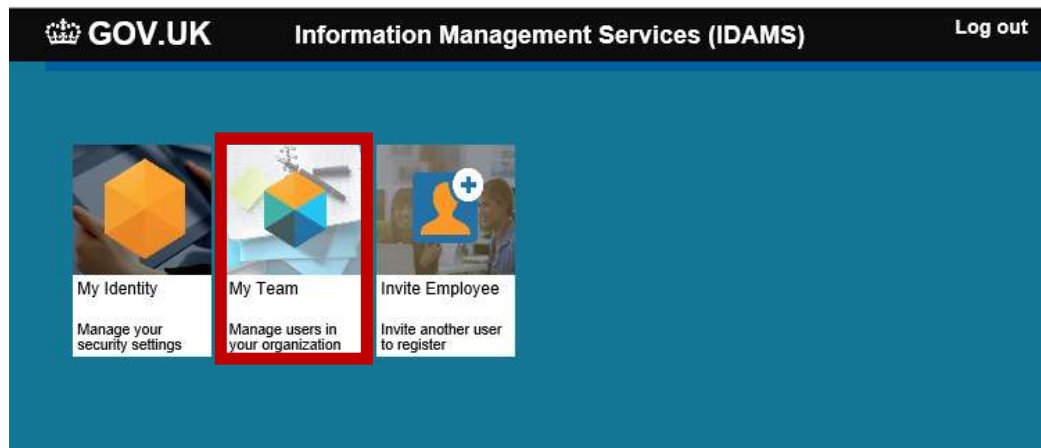 GOV.UK
Information Management Services (IDAMS)
Log out
My Identity
Manage your
security settings
My Team
Manage users in
your organization
Invite Employee
Invite another user
to register